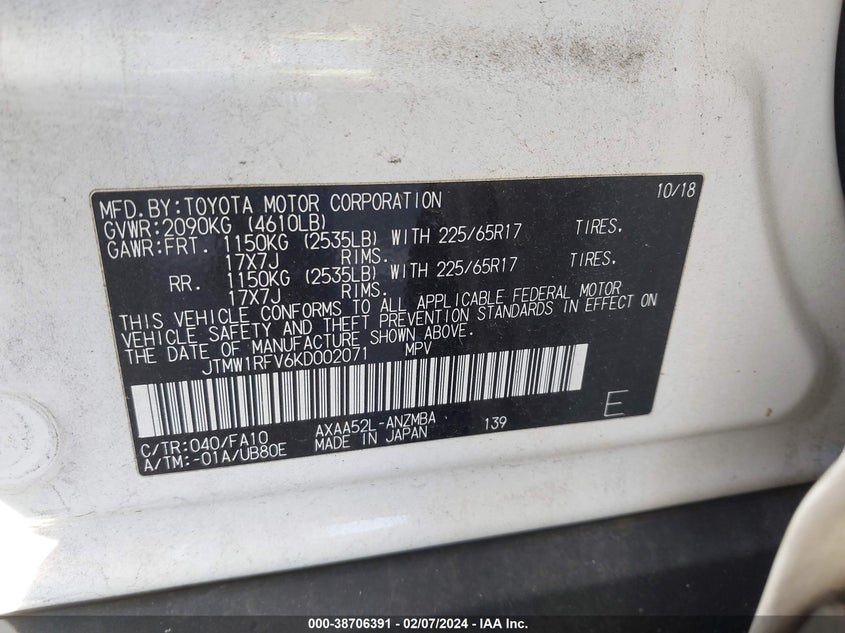 MFD.BY:TOYOTA MOTOR CORPORATION 10/18
GVWR:2090KG (4610LB)
GAWR:FRT. 1150KG (2535LB) WITH 225/65R17 TIRES.
17X7J RIMS.
RR. 1150KG (2535LB) WITH 225/65R17 TIRES.
17X7J RIMS.
THIS VEHICLE CONFORMS TO ALL APPLICABLE FEDERAL MOTOR
VEHICLE SAFETY AND THEFT PREVENTION STANDARDS IN EFFECT ON
THE DATE OF MANUFACTURE SHOWN ABOVE.
JTMW1RFV6KD002071 MPV
C/TR:040/FA10 AXAA52L-ANZMBA 139 E
A/TM:-01A/UB80E MADE IN JAPAN
000-38706391 - 02/07/2024 - IAA Inc.